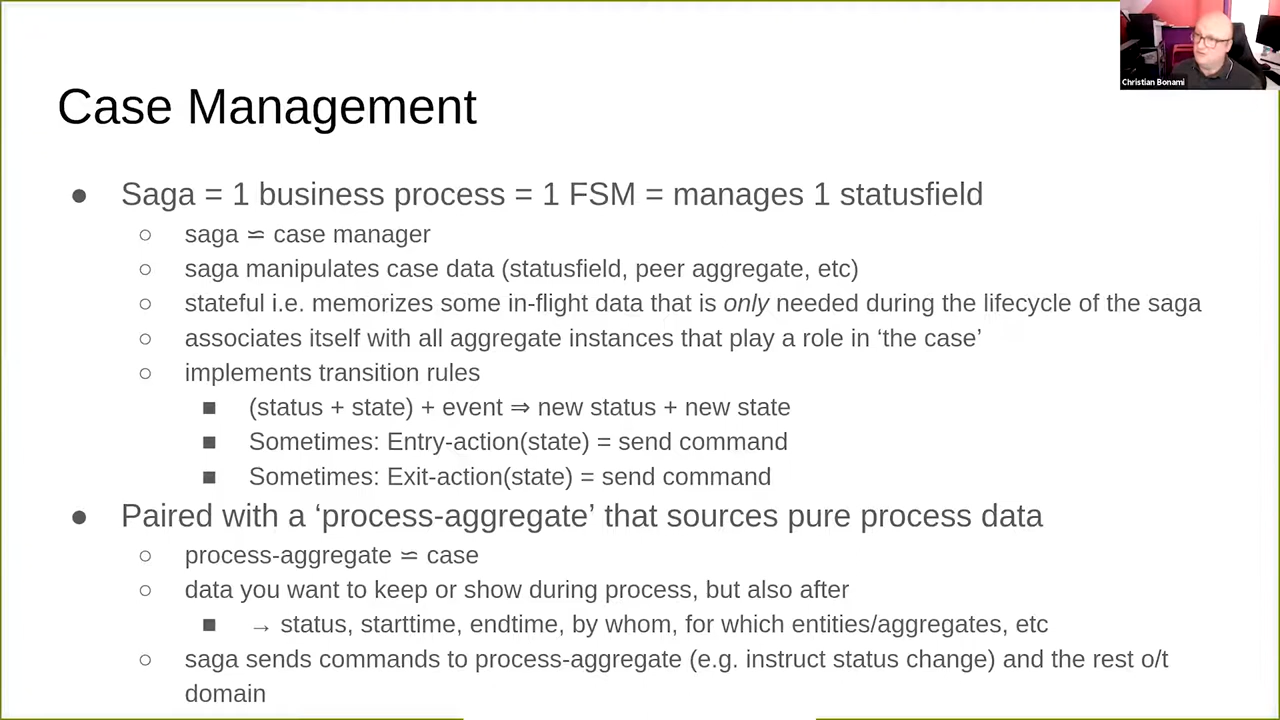 Christian Bonami
Case Management
● Saga = 1 business process = 1 FSM = manages 1 statusfield
○ saga ⋍ case manager
○ saga manipulates case data (statusfield, peer aggregate, etc)
○ stateful i.e. memorizes some in-flight data that is only needed during the lifecycle of the saga
○ associates itself with all aggregate instances that play a role in ‘the case’
○ implements transition rules
■ (status + state) + event ⇒ new status + new state
■ Sometimes: Entry-action(state) = send command
■ Sometimes: Exit-action(state) = send command
● Paired with a ‘process-aggregate’ that sources pure process data
○ process-aggregate ⋍ case
○ data you want to keep or show during process, but also after
■ → status, starttime, endtime, by whom, for which entities/aggregates, etc
○ saga sends commands to process-aggregate (e.g. instruct status change) and the rest o/t
domain